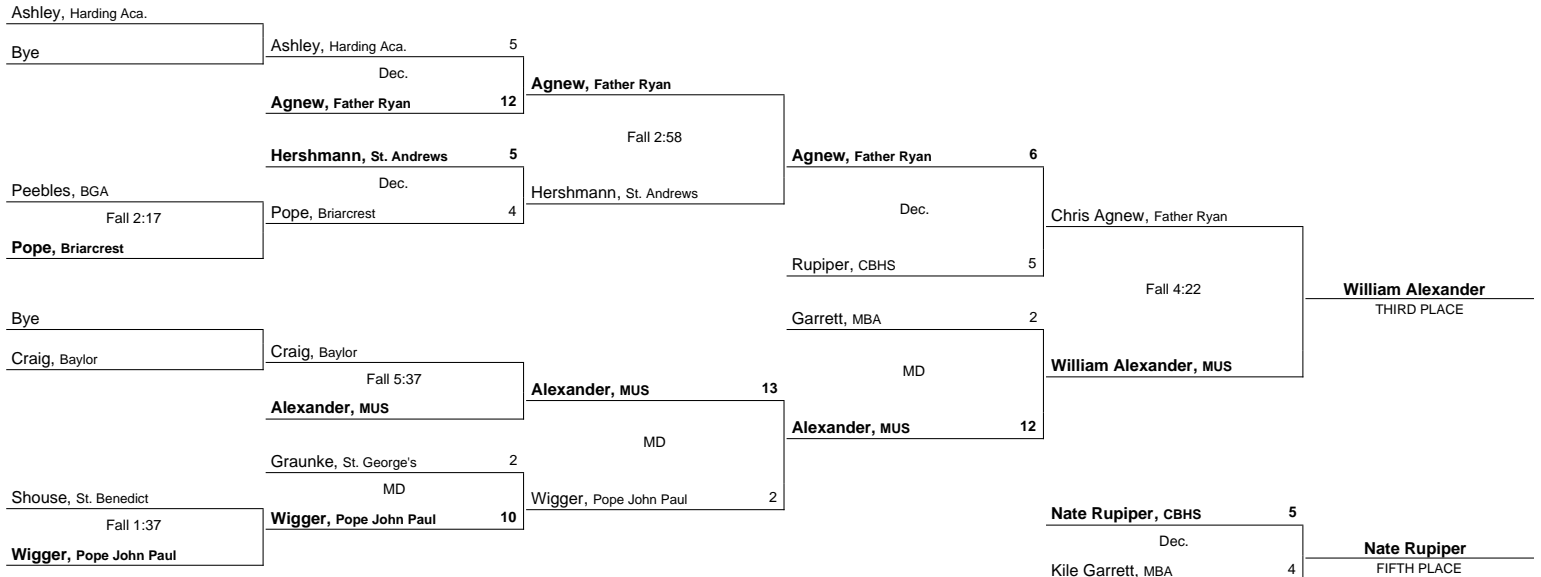 Ashley, Harding Aca.
Bye
Peebles, BGA
Fall 2:17
Pope, Briarcrest
Bye
Craig, Baylor
Shouse, St. Benedict
Fall 1:37
Wigger, Pope John Paul
Ashley, Harding Aca. 5
Dec.
Agnew, Father Ryan 12
Hershmann, St. Andrews 5
Dec.
Pope, Briarcrest 4
Craig, Baylor
Fall 5:37
Alexander, MUS
Graunke, St. George's 2
MD
Wigger, Pope John Paul 10
Agnew, Father Ryan
Fall 2:58
Hershmann, St. Andrews
Alexander, MUS 13
MD
Wigger, Pope John Paul 2
Agnew, Father Ryan 6
Dec.
Rupiper, CBHS 5
Garrett, MBA 2
MD
Alexander, MUS 12
Chris Agnew, Father Ryan
Fall 4:22
William Alexander, MUS
William Alexander
THIRD PLACE
Nate Rupiper, CBHS 5
Dec.
Kile Garrett, MBA 4
Nate Rupiper
FIFTH PLACE